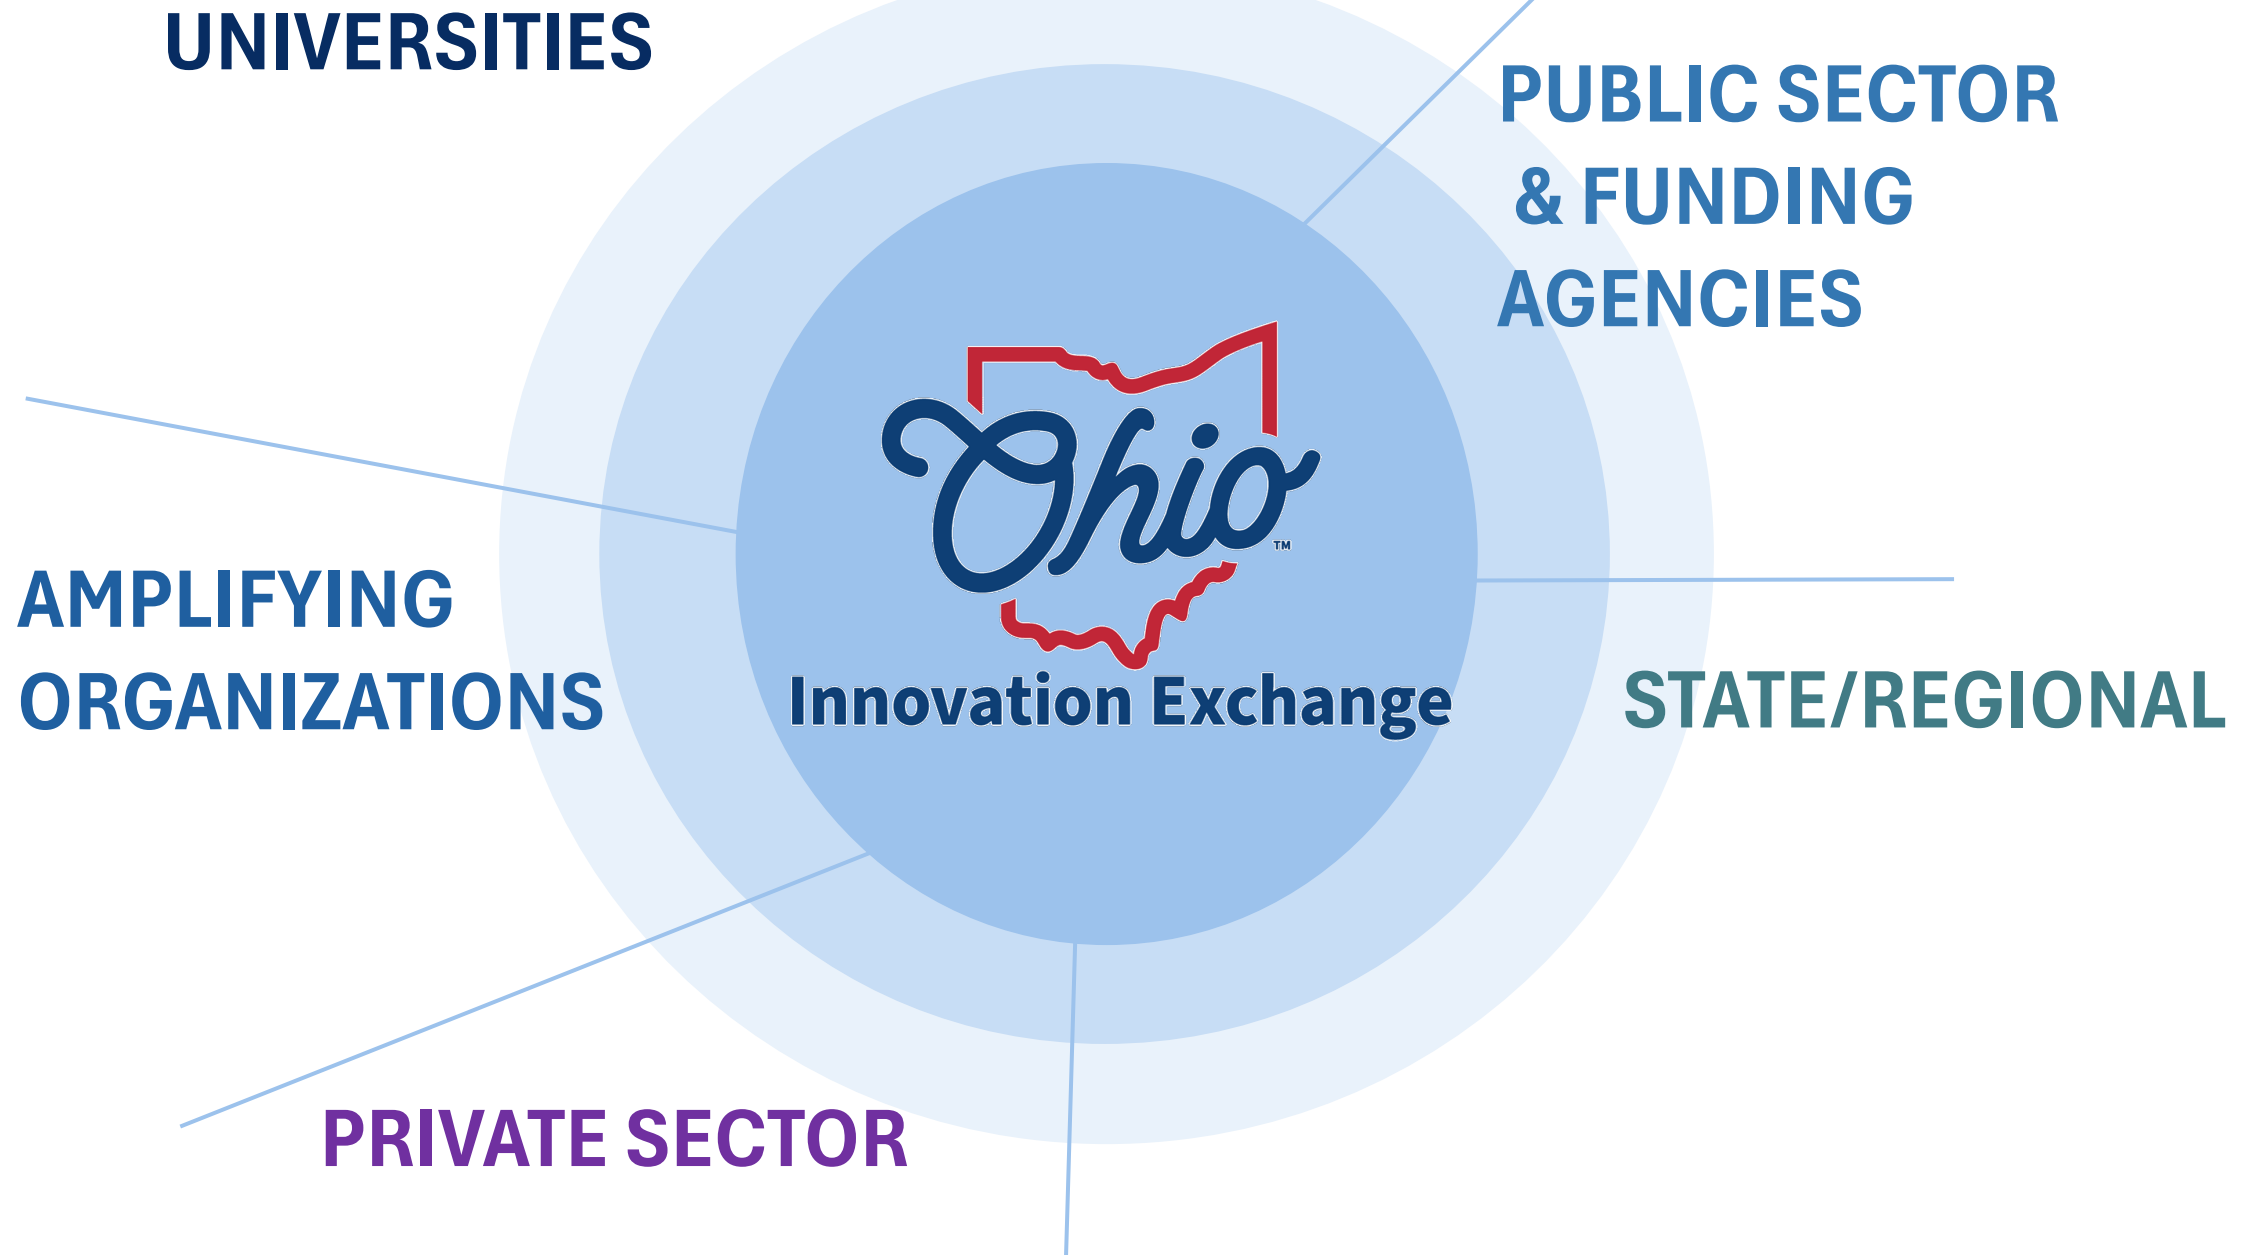 UNIVERSITIES
PUBLIC SECTOR
& FUNDING
AGENCIES
Ohio
TM
Innovation Exchange
AMPLIFYING
ORGANIZATIONS
STATE/REGIONAL
PRIVATE SECTOR